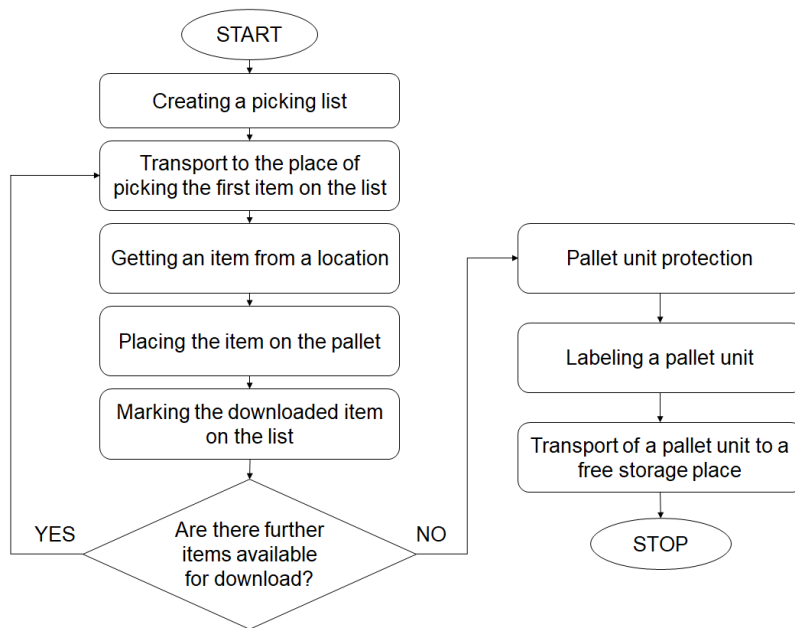 START
Creating a picking list
Transport to the place of
picking the first item on the list
Getting an item from a location
Placing the item on the pallet
Marking the downloaded item
on the list
YES
Are there further
items available
for download?
NO
Pallet unit protection
Labeling a pallet unit
Transport of a pallet unit to a
free storage place
STOP